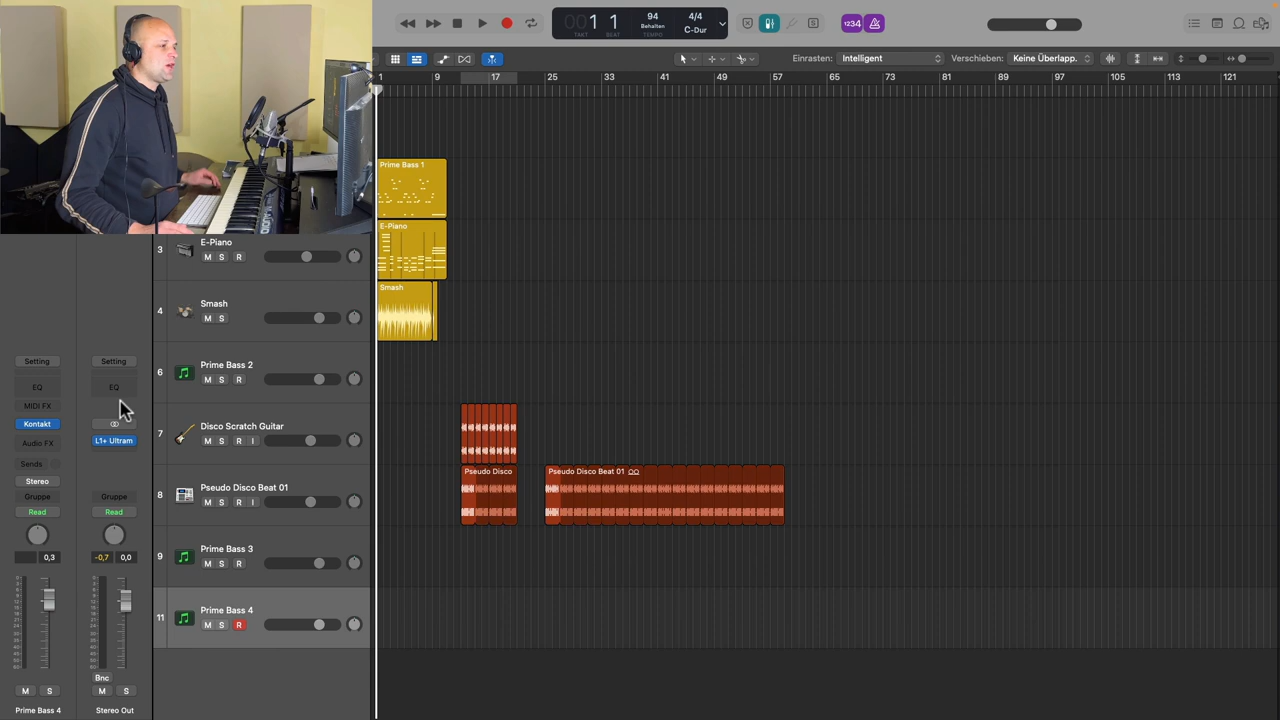 001 1
TAKT BEAT
94
Behalten
TEMPO
4/4
C-Dur
S
1234
Einrasten: Intelligent
Verschieben: Keine Überlapp.
1 9 17 25 33 41 49 57 65 73 81 89 95 105 113 121
Prime Bass 1
E-Piano
Smash
Pseudo Disco
Pseudo Disco Beat 01
3 E-Piano
M S R
4 Smash
M S
6 Prime Bass 2
M S R
7 Disco Scratch Guitar
M S R I
8 Pseudo Disco Beat 01
M S R I
9 Prime Bass 3
M S R
11 Prime Bass 4
M S R
Setting Setting
EQ EQ
MIDI FX
Kontakt
Audio FX L1+ Ultram
Sends
Stereo
Gruppe Gruppe
Read Read
0,3 -0,7 0,0
Bnc
M S M S
Prime Bass 4 Stereo Out